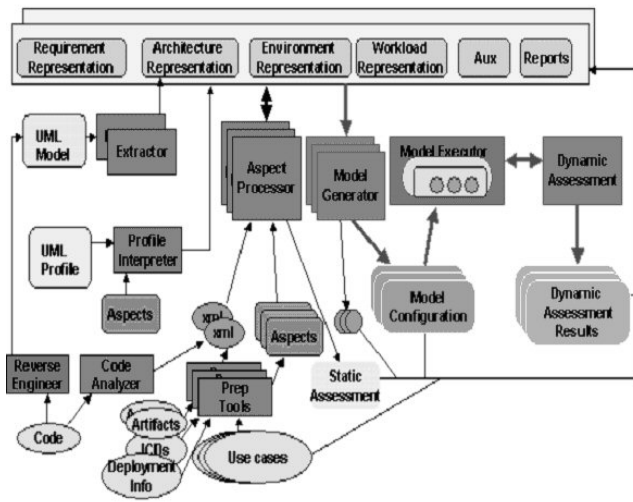 Requirement
Representation
Architecture
Representation
Environment
Representation
Workload
Representation
Aux
Reports
UML
Model
Extractor
Aspect
Processor
Model
Generator
Model Executor
Dynamic
Assessment
UML
Profile
Profile
Interpreter
Aspects
xml
xml
Aspects
Model
Configuration
Dynamic
Assessment
Results
Reverse
Engineer
Code
Analyzer
Prep
Tools
Static
Assessment
Code
Artifacts
ICDs
Deployment
Info
Use cases